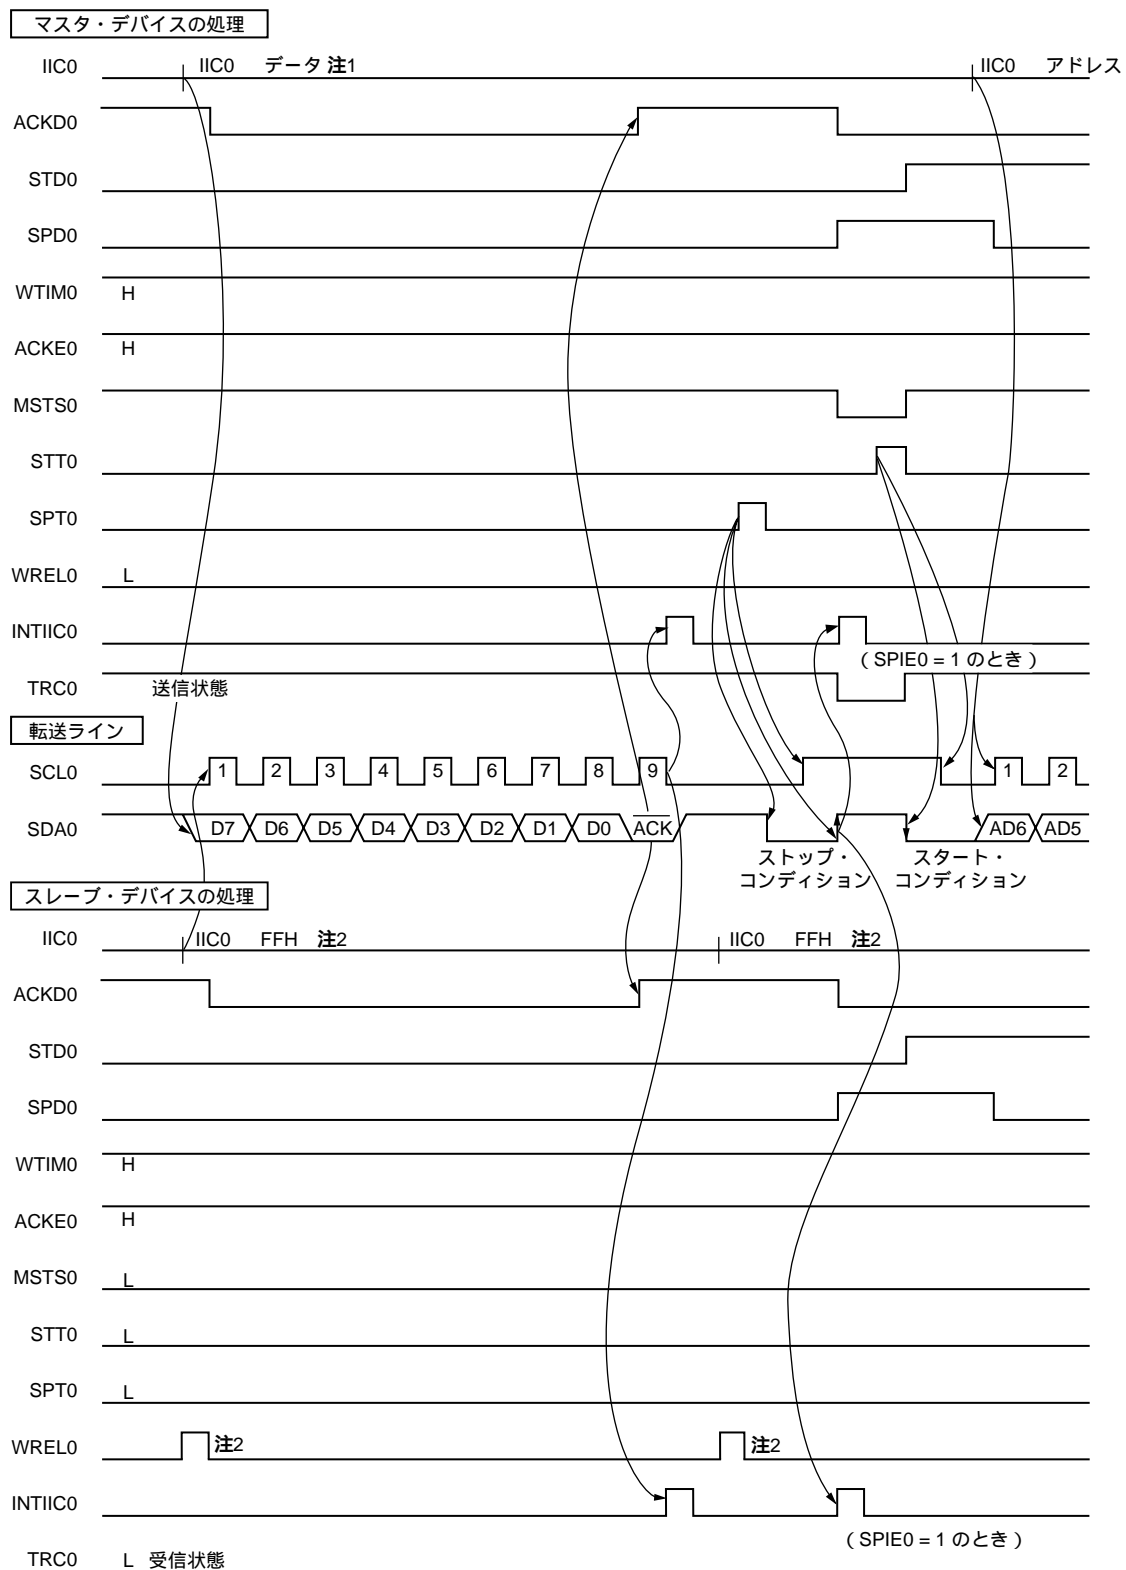 マスタ・デバイスの処理
IIC0 IIC0 データ 注1 IIC0 アドレス
ACKD0
STD0
SPD0
WTIM0 H
ACKE0 H
MSTS0
STT0
SPT0
WREL0 L
INTIIC0
(SPIE0 = 1 のとき)
TRC0 送信状態
転送ライン
SCL0 1 2 3 4 5 6 7 8 9 1 2
SDA0 D7 D6 D5 D4 D3 D2 D1 D0 ACK AD6 AD5
ストップ・ スタート・
コンディション コンディション
スレーブ・デバイスの処理
IIC0 IIC0 FFH 注2 IIC0 FFH 注2
ACKD0
STD0
SPD0
WTIM0 H
ACKE0 H
MSTS0 L
STT0 L
SPT0 L
WREL0 注2 注2
INTIIC0
(SPIE0 = 1 のとき)
TRC0 L 受信状態